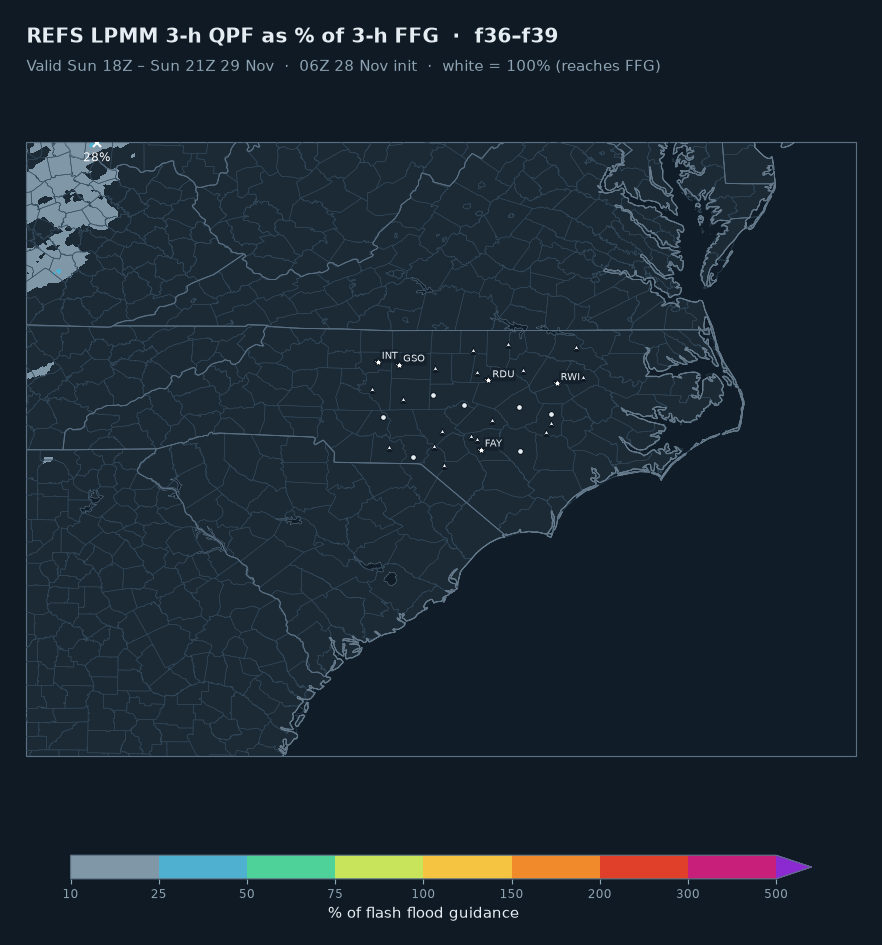 REFS LPMM 3-h QPF as % of 3-h FFG · f36–f39
Valid Sun 18Z – Sun 21Z 29 Nov · 06Z 28 Nov init · white = 100% (reaches FFG)
28%
INT
GSO
RDU
RWI
FAY
10 25 50 75 100 150 200 300 500
% of flash flood guidance